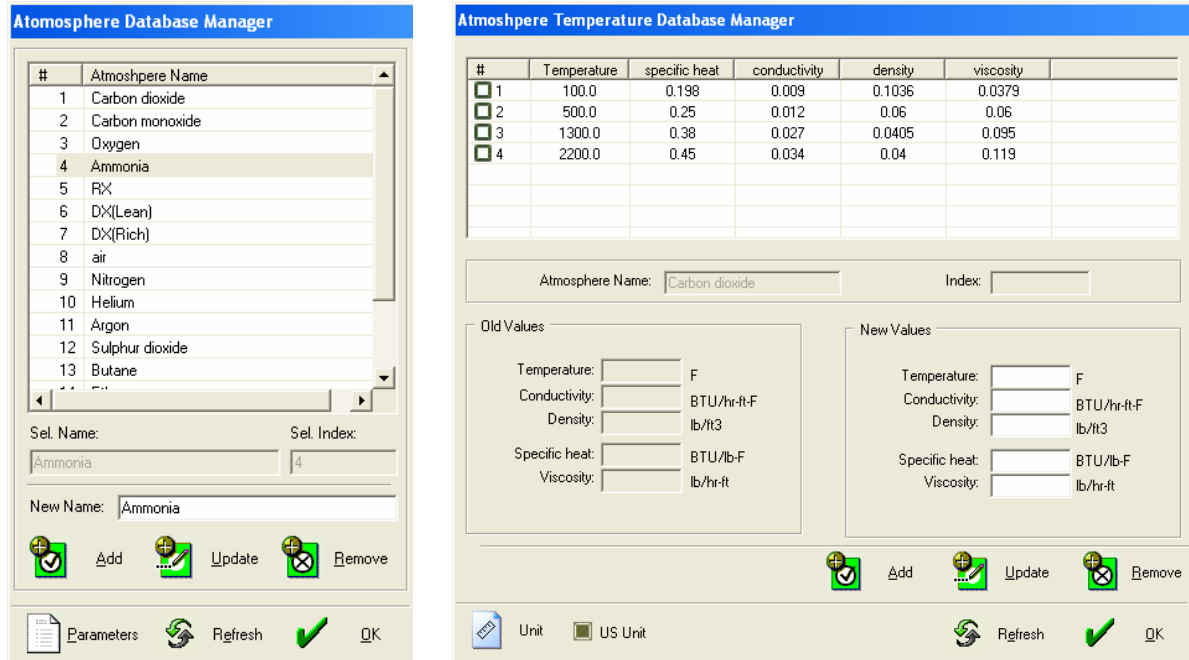 Atomosphere Database Manager
# Atmoshpere Name
1 Carbon dioxide
2 Carbon monoxide
3 Oxygen
4 Ammonia
5 RX
6 DX(Lean)
7 DX(Rich)
8 air
9 Nitrogen
10 Helium
11 Argon
12 Sulphur dioxide
13 Butane
Sel. Name: Sel. Index:
Ammonia 4
New Name: Ammonia
Add Update Remove
Parameters Refresh OK
Atmoshpere Temperature Database Manager
# Temperature specific heat conductivity density viscosity
1 100.0 0.198 0.009 0.1036 0.0379
2 500.0 0.25 0.012 0.06 0.06
3 1300.0 0.38 0.027 0.0405 0.095
4 2200.0 0.45 0.034 0.04 0.119
Atmosphere Name: Carbon dioxide Index:
Old Values
Temperature: F
Conductivity: BTU/hr-ft-F
Density: lb/ft3
Specific heat: BTU/lb-F
Viscosity: lb/hr-ft
New Values
Temperature: F
Conductivity: BTU/hr-ft-F
Density: lb/ft3
Specific heat: BTU/lb-F
Viscosity: lb/hr-ft
Add Update Remove
Unit US Unit Refresh OK